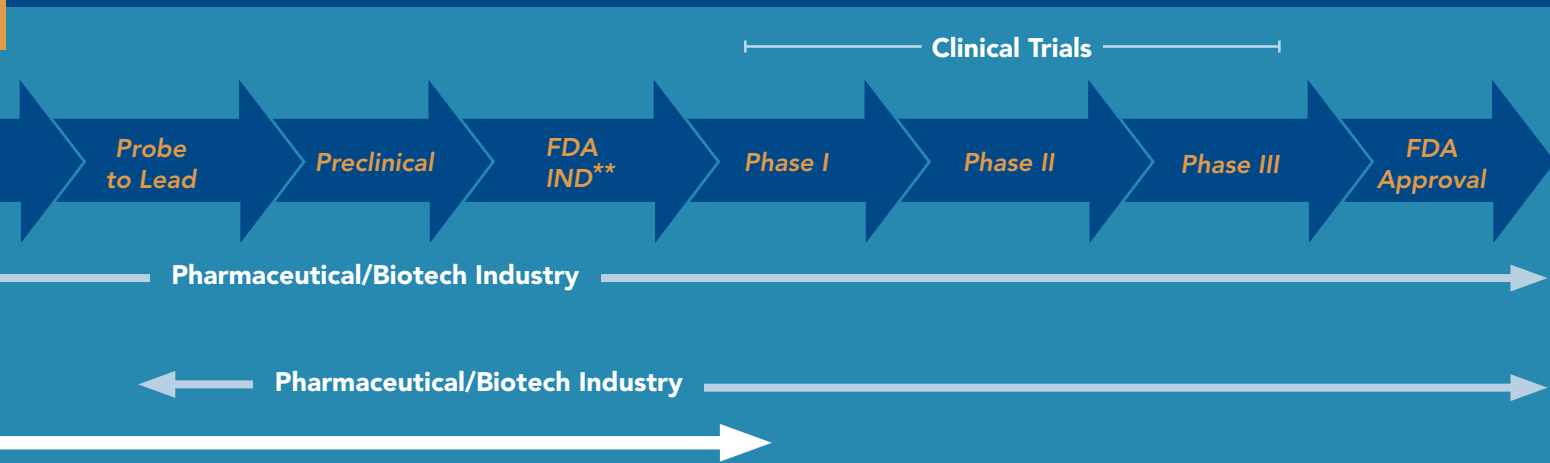 Clinical Trials
Probe
to Lead
Preclinical
FDA
IND**
Phase I
Phase II
Phase III
FDA
Approval
Pharmaceutical/Biotech Industry
Pharmaceutical/Biotech Industry